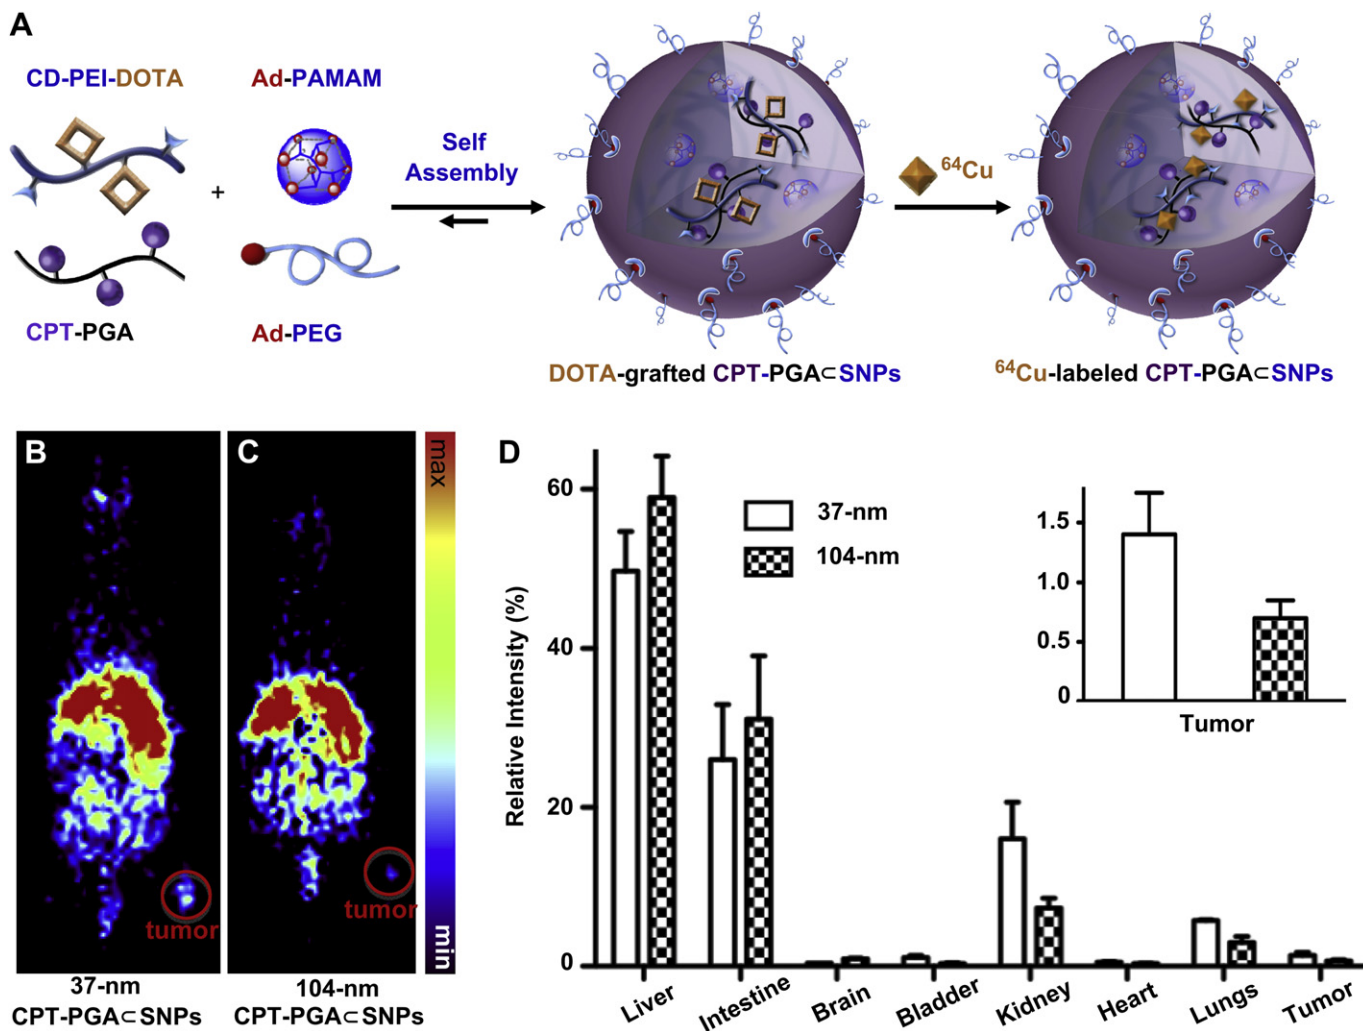 A
CD-PEI-DOTA
Ad-PAMAM
+
Self
Assembly
64Cu
CPT-PGA
Ad-PEG
DOTA-grafted CPT-PGA⊂SNPs
64Cu-labeled CPT-PGA⊂SNPs
B
C
max
min
tumor
tumor
37-nm
CPT-PGA⊂SNPs
104-nm
CPT-PGA⊂SNPs
D
Relative Intensity (%)
60
40
20
0
37-nm
104-nm
1.5
1.0
0.5
0
Tumor
Liver
Intestine
Brain
Bladder
Kidney
Heart
Lungs
Tumor